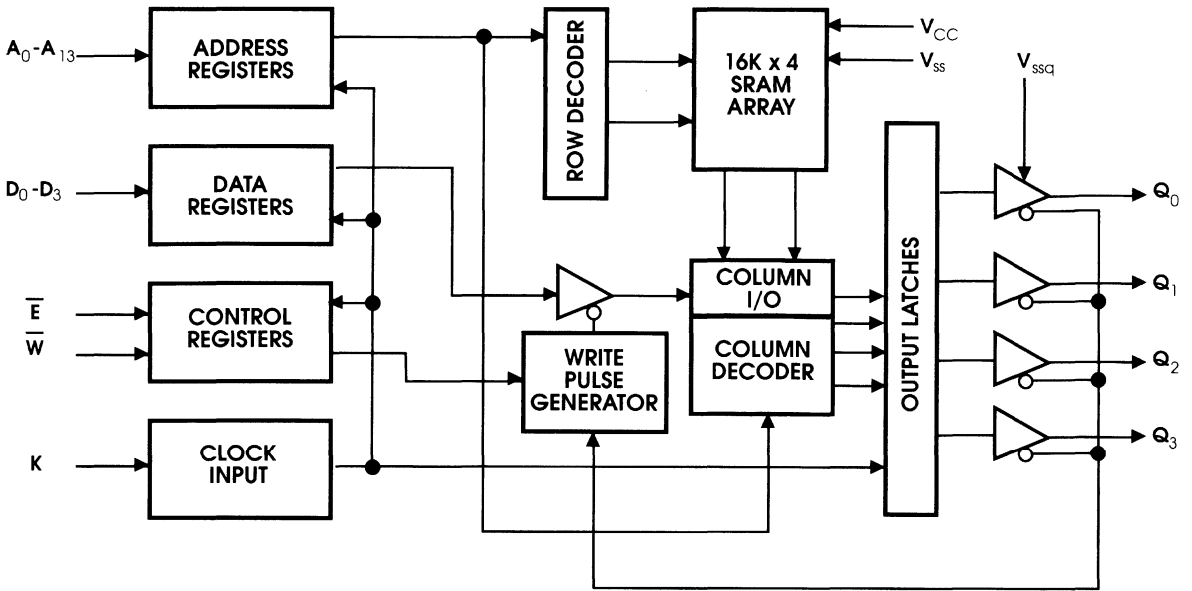 A0-A13
ADDRESS
REGISTERS
ROW DECODER
16K x 4
SRAM
ARRAY
VCC
Vss
Vssq
D0-D3
DATA
REGISTERS
Q0
E̅
W̅
CONTROL
REGISTERS
COLUMN
I/O
COLUMN
DECODER
WRITE
PULSE
GENERATOR
OUTPUT LATCHES
Q1
Q2
Q3
K
CLOCK
INPUT